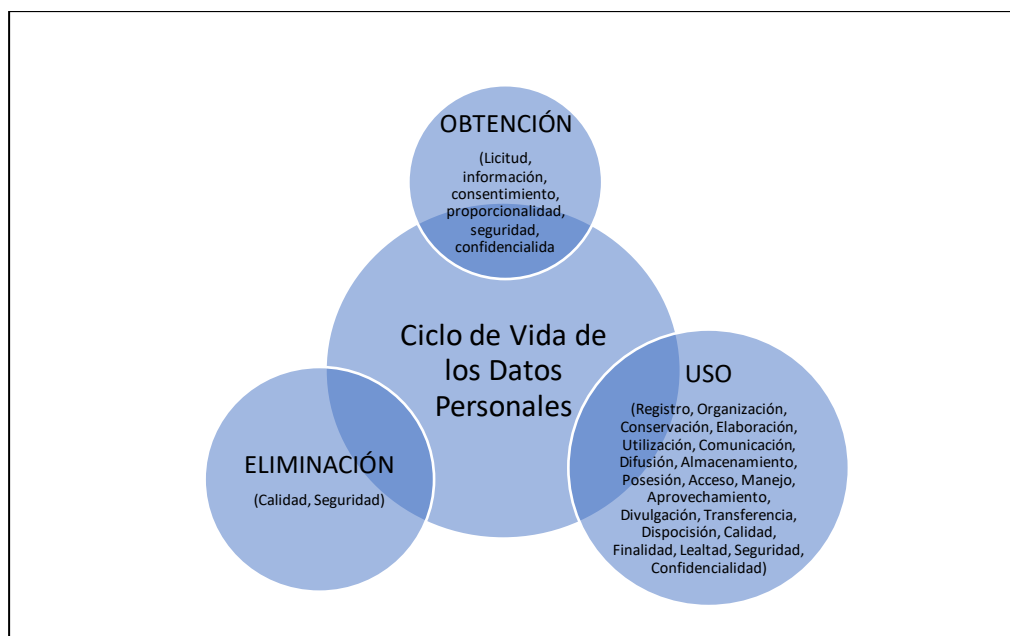 OBTENCIÓN
(Licitud,
información,
consentimiento,
proporcionalidad,
seguridad,
confidencialida
Ciclo de Vida de
los Datos
Personales
USO
(Registro, Organización,
Conservación, Elaboración,
Utilización, Comunicación,
Difusión, Almacenamiento,
Posesión, Acceso, Manejo,
Aprovechamiento,
Divulgación, Transferencia,
Dispocisión, Calidad,
Finalidad, Lealtad, Seguridad,
Confidencialidad)
ELIMINACIÓN
(Calidad, Seguridad)